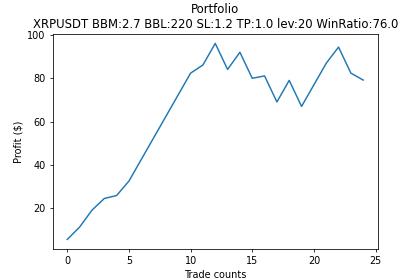 Portfolio
XRPUSDT BBM:2.7 BBL:220 SL:1.2 TP:1.0 lev:20 WinRatio:76.0
100
80
60
40
20
Profit ($)
0 5 10 15 20 25
Trade counts